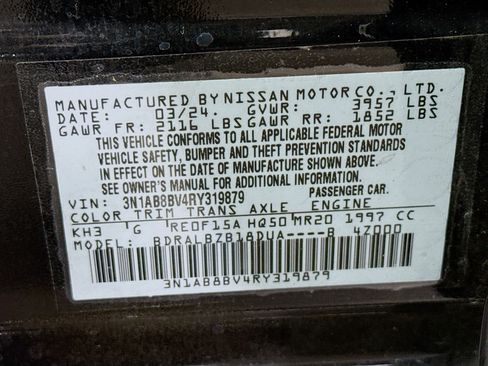 MANUFACTURED BY NISSAN MOTOR CO., LTD.
DATE: 03/24. GVWR: 3957 LBS
GAWR FR: 2116 LBS GAWR RR: 1852 LBS
THIS VEHICLE CONFORMS TO ALL APPLICABLE FEDERAL MOTOR
VEHICLE SAFETY, BUMPER AND THEFT PREVENTION STANDARDS
IN EFFECT ON THE DATE OF MANUFACTURE SHOWN ABOVE.
SEE OWNER'S MANUAL FOR ADDITIONAL INFORMATION
VIN: 3N1AB8BV4RY319879 PASSENGER CAR.
COLOR TRIM TRANS AXLE ENGINE
KH3 G RE0F15A HQ50 MR20 1997 CC
MODEL: BDRALBZB18DUA----B 4Z000
3N1AB8BV4RY319879